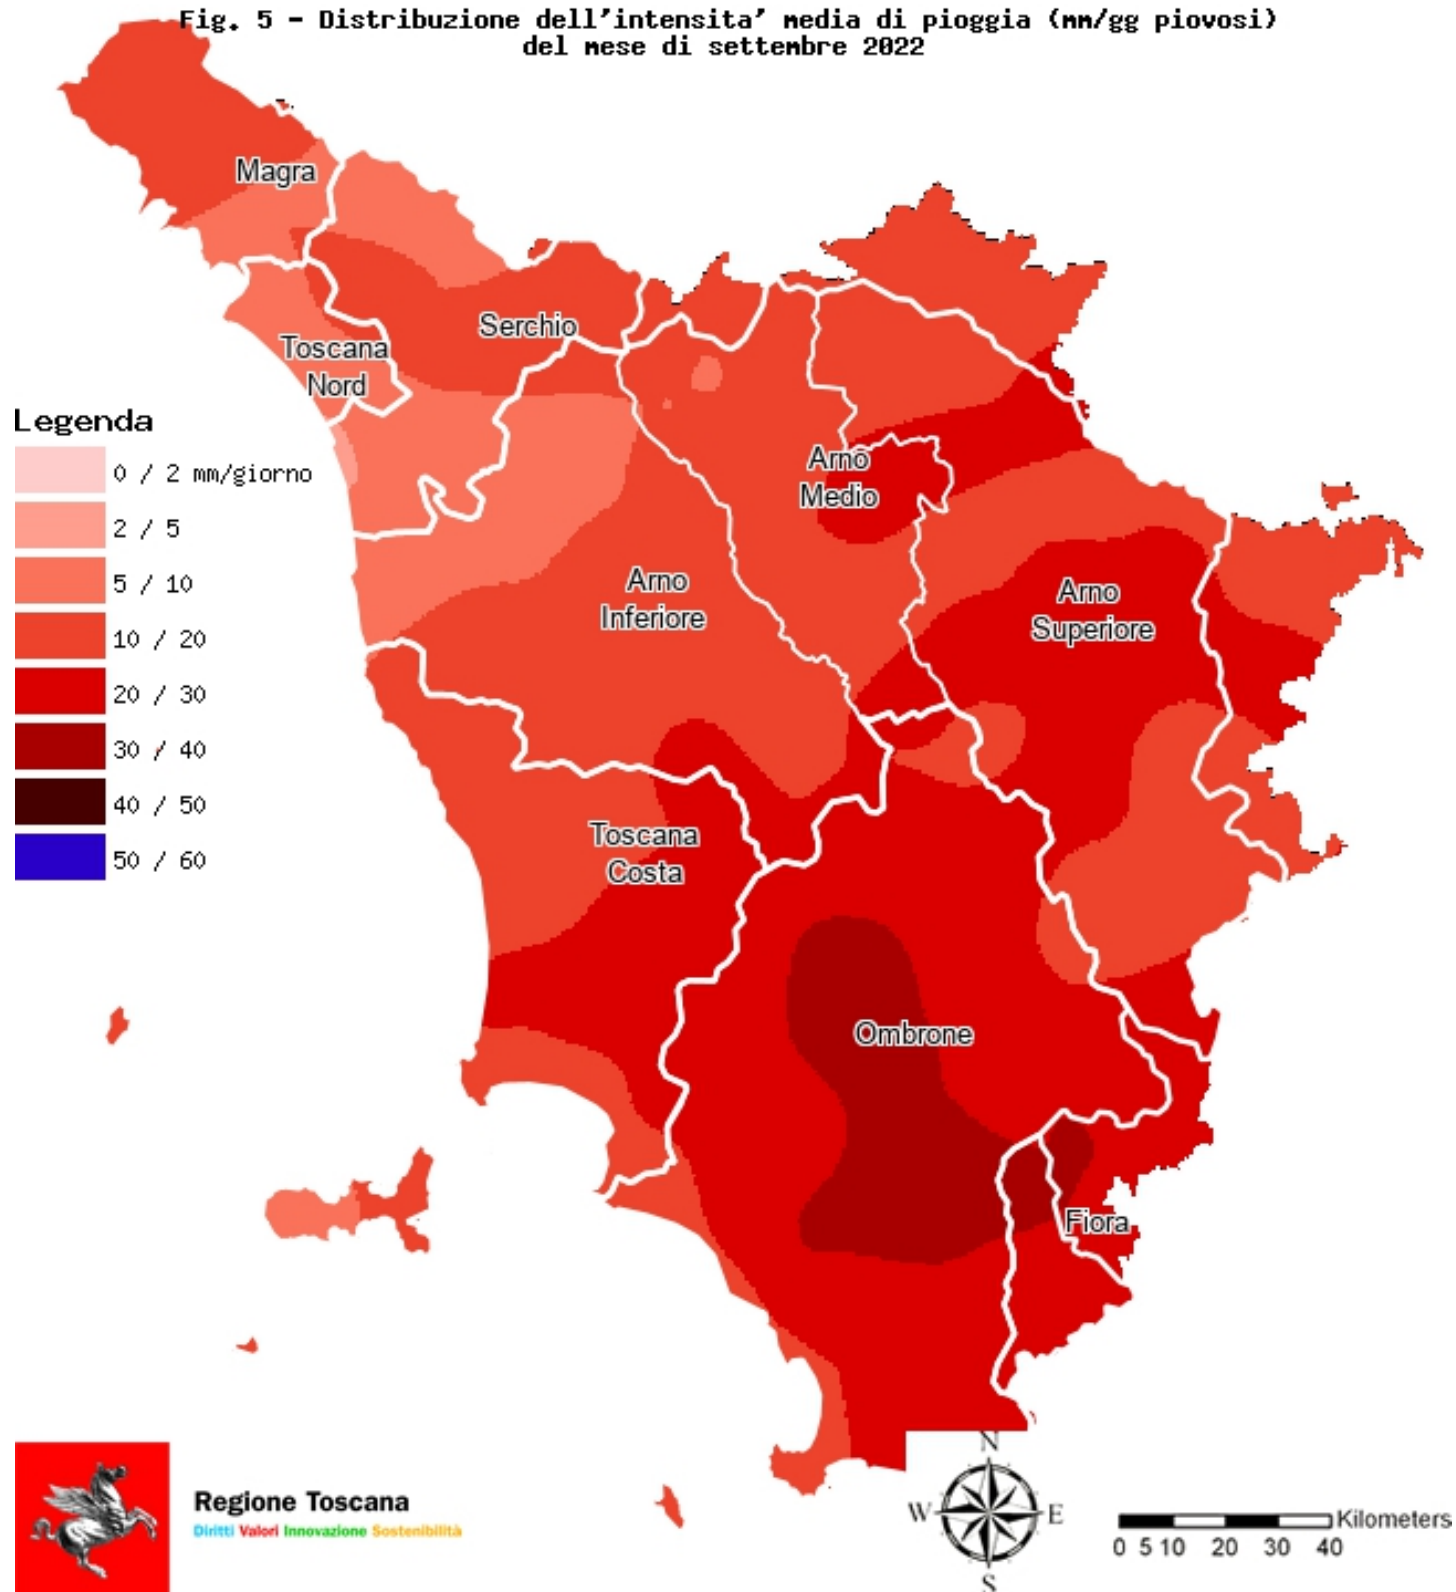 Fig. 5 - Distribuzione dell'intensita' media di pioggia (mm/gg piovosi)
del mese di settembre 2022
Magra
Serchio
Toscana
Nord
Legenda
0 / 2 mm/giorno
2 / 5
5 / 10
10 / 20
20 / 30
30 / 40
40 / 50
50 / 60
Arno
Medio
Arno
Inferiore
Arno
Superiore
Toscana
Costa
Ombrone
Fiora
Regione Toscana
Diritti Valori Innovazione Sostenibilità
N
W E
S
Kilometers
0 5 10 20 30 40